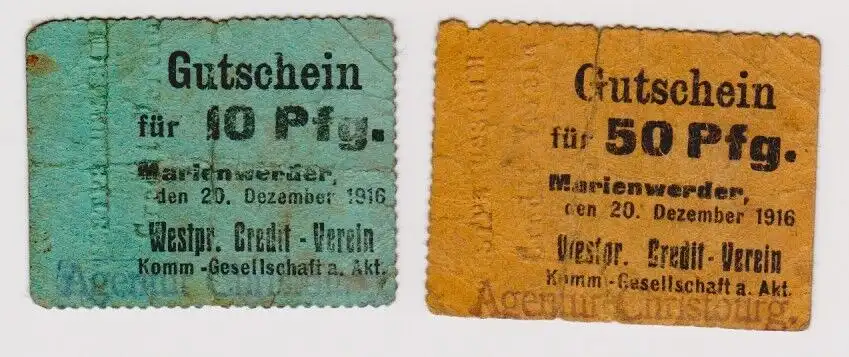 Gutschein
für 10 Pfg.
Marienwerder,
den 20. Dezember 1916
Westpr. Credit - Verein
Komm -Gesellschaft a. Akt.
Agentur
Gutschein
für 50 Pfg.
Marienwerder,
den 20. Dezember 1916
Westpr. Credit - Verein
Komm -Gesellschaft a. Akt.
Agentur Christburg.